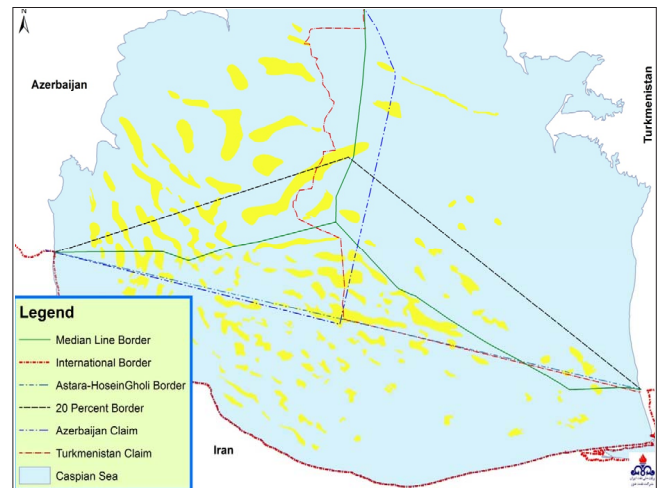 N
Azerbaijan
Turkmenistan
Legend
Median Line Border
International Border
Astara-HoseinGholi Border
20 Percent Border
Azerbaijan Claim
Turkmenistan Claim
Caspian Sea
Iran